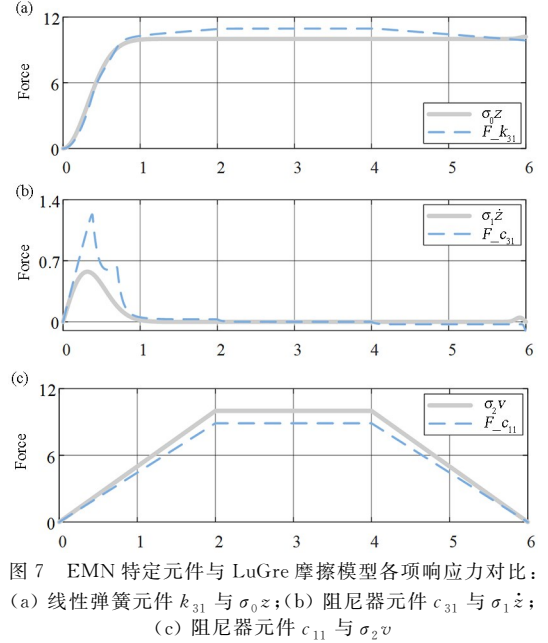 (a)
12
6
0
Force
σ₀z
F_k₃₁
0 1 2 3 4 5 6
(b)
1.4
0.7
0
Force
σ₁ż
F_c₃₁
0 1 2 3 4 5 6
(c)
12
6
0
Force
σ₂v
F_c₁₁
0 1 2 3 4 5 6
图 7 EMN 特定元件与 LuGre 摩擦模型各项响应力对比：
(a) 线性弹簧元件 k₃₁ 与 σ₀z；(b) 阻尼器元件 c₃₁ 与 σ₁ż；
(c) 阻尼器元件 c₁₁ 与 σ₂v